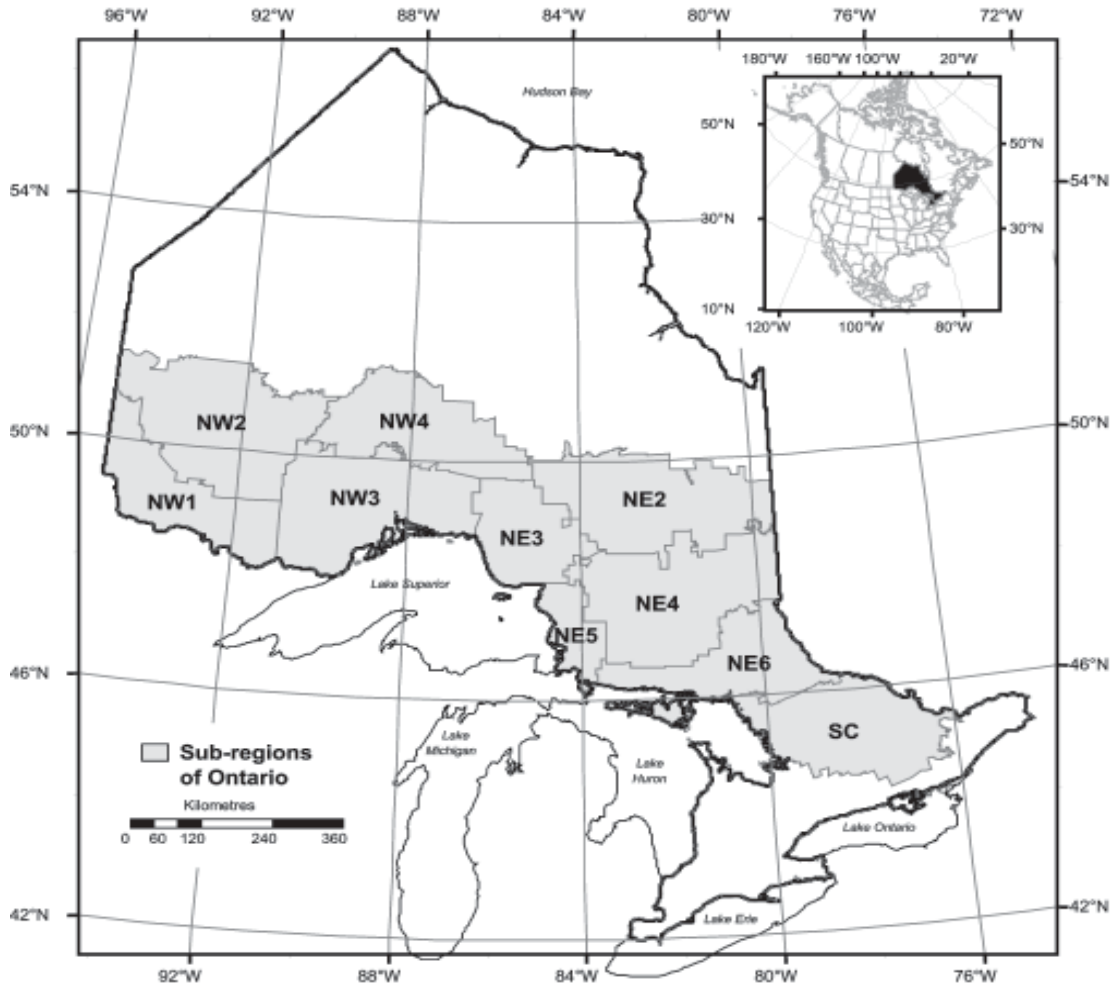 96°W 92°W 88°W 84°W 80°W 76°W 72°W
180°W 160°W 100°W 20°W
Hudson Bay
50°N 50°N
54°N 54°N
30°N 30°N
10°N
120°W 100°W 80°W
NW2 NW4
50°N 50°N
NW1 NW3 NE3 NE2
Lake Superior
NE4
NE5
NE6
46°N 46°N
SC
Lake
Michigan
Sub-regions
of Ontario
Lake
Huron
Kilometres
0 60 120 240 360
Lake Ontario
42°N 42°N
Lake Erie
92°W 88°W 84°W 80°W 76°W